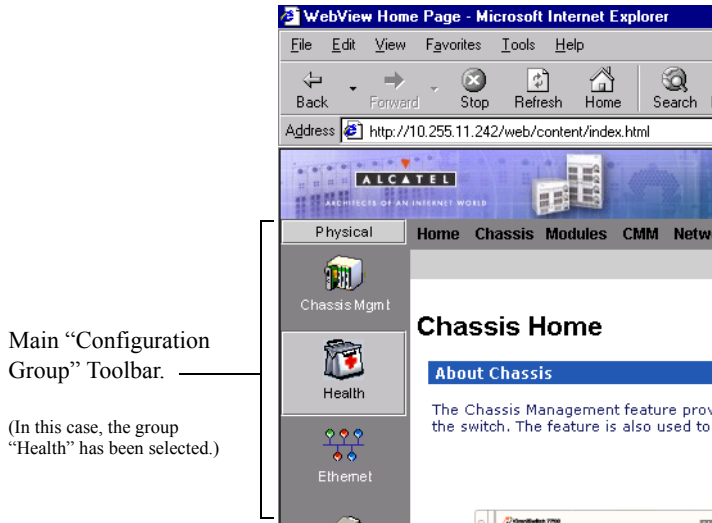 WebView Home Page - Microsoft Internet Explorer
File Edit View Favorites Tools Help
Back Forward Stop Refresh Home Search
Address http://10.255.11.242/web/content/index.html
ALCATEL
ARCHITECTS OF AN INTERNET WORLD
Physical
Home Chassis Modules CMM Netw
Chassis Mgmt
Chassis Home
Main “Configuration
Group” Toolbar.
About Chassis
Health
The Chassis Management feature prov
the switch. The feature is also used to
(In this case, the group
“Health” has been selected.)
Ethernet